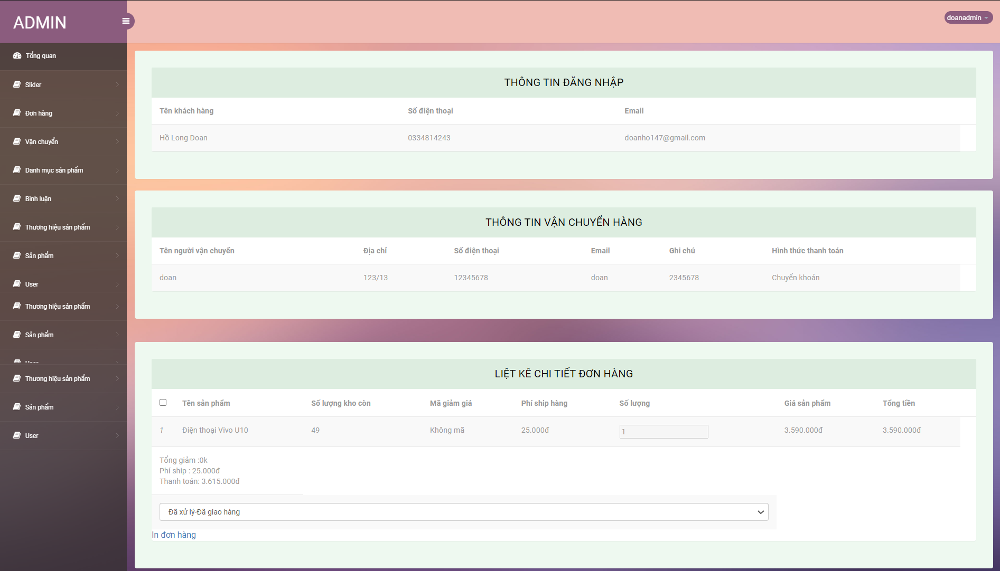 ADMIN
doanadmin
Tổng quan
Slider
Đơn hàng
Vận chuyển
Danh mục sản phẩm
Bình luận
Thương hiệu sản phẩm
Sản phẩm
User
Thương hiệu sản phẩm
Sản phẩm
Thương hiệu sản phẩm
Sản phẩm
User
THÔNG TIN ĐĂNG NHẬP
Tên khách hàng Số điện thoại Email
Hồ Long Doan 0334814243 doanho147@gmail.com
THÔNG TIN VẬN CHUYỂN HÀNG
Tên người vận chuyển Địa chỉ Số điện thoại Email Ghi chú Hình thức thanh toán
doan 123/13 12345678 doan 2345678 Chuyển khoản
LIỆT KÊ CHI TIẾT ĐƠN HÀNG
Tên sản phẩm Số lượng kho còn Mã giảm giá Phí ship hàng Số lượng Giá sản phẩm Tổng tiền
1 Điện thoại Vivo U10 49 Không mã 25.000đ 1 3.590.000đ 3.590.000đ
Tổng giảm :0k
Phí ship : 25.000đ
Thanh toán: 3.615.000đ
Đã xử lý-Đã giao hàng
In đơn hàng